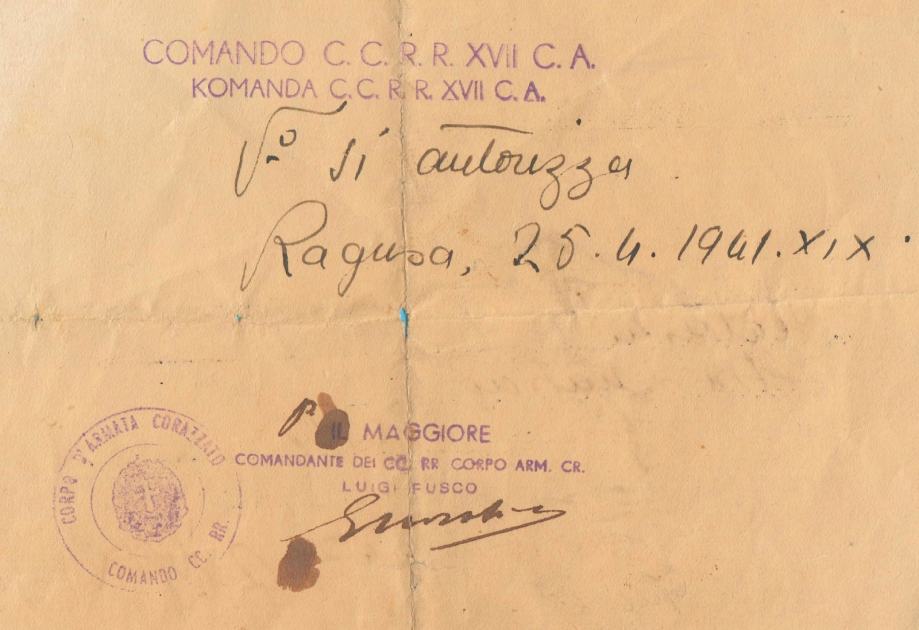 COMANDO C. C. R. R. XVII C. A.
KOMANDA C. C. R. R. XVII C. A.
Vº si autorizza
Ragusa, 25.4.1941.XIX.
p.
IL MAGGIORE
COMANDANTE DEI CC. RR CORPO ARM. CR.
LUIGI FUSCO
CORPO D'ARMATA CORAZZATO
COMANDO CC. RR.